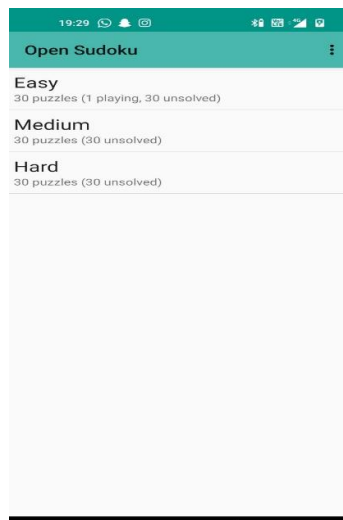 19:29
Open Sudoku
Easy
30 puzzles (1 playing, 30 unsolved)
Medium
30 puzzles (30 unsolved)
Hard
30 puzzles (30 unsolved)